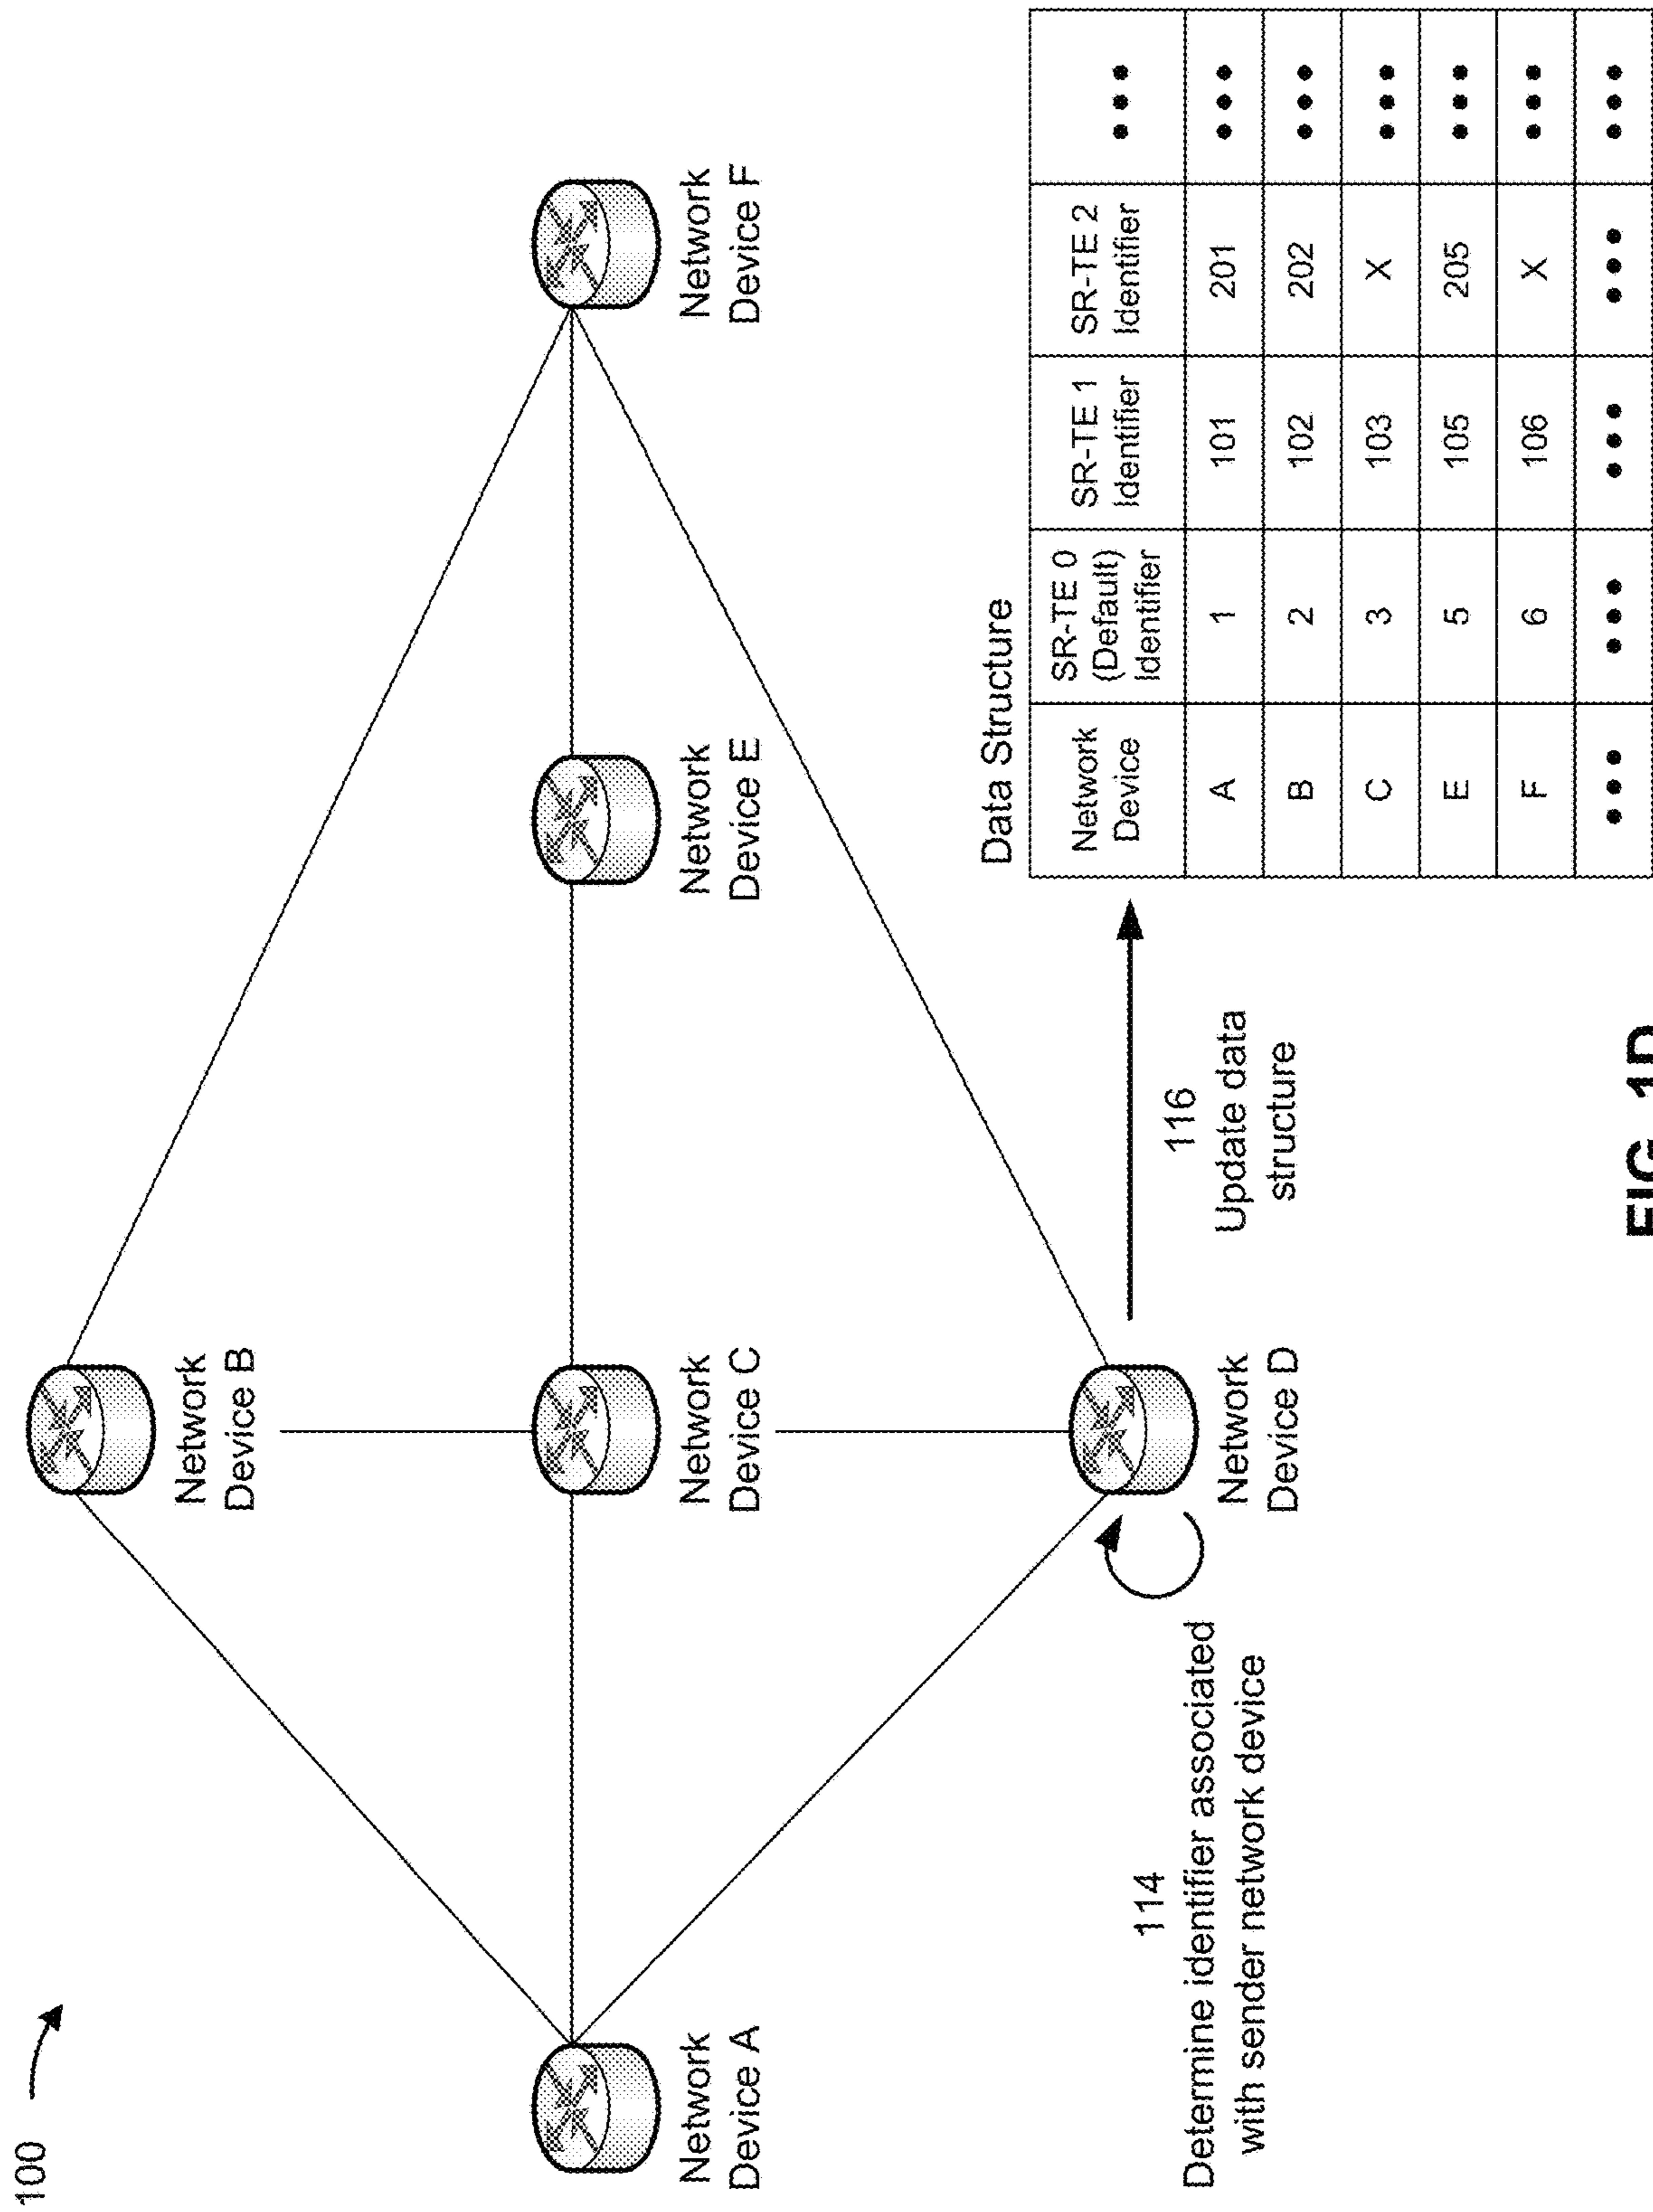 100
Network
Device B
Network
Device A
Network
Device C
Network
Device E
Network
Device F
114
Determine identifier associated
with sender network device
Network
Device D
116
Update data
structure
Data Structure
Network Device | SR-TE 0 (Default) Identifier | SR-TE 1 Identifier | SR-TE 2 Identifier | •••
A | 1 | 101 | 201 | •••
B | 2 | 102 | 202 | •••
C | 3 | 103 | X | •••
E | 5 | 105 | 205 | •••
F | 6 | 106 | X | •••
••• | ••• | ••• | ••• | •••
FIG. 1D